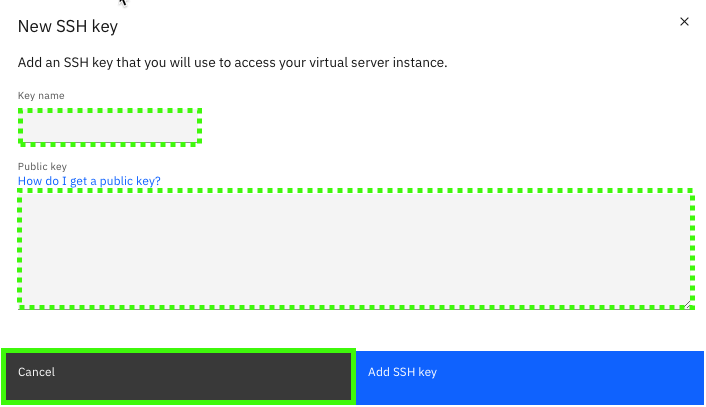 New SSH key
Add an SSH key that you will use to access your virtual server instance.
Key name
Public key
How do I get a public key?
Cancel
Add SSH key